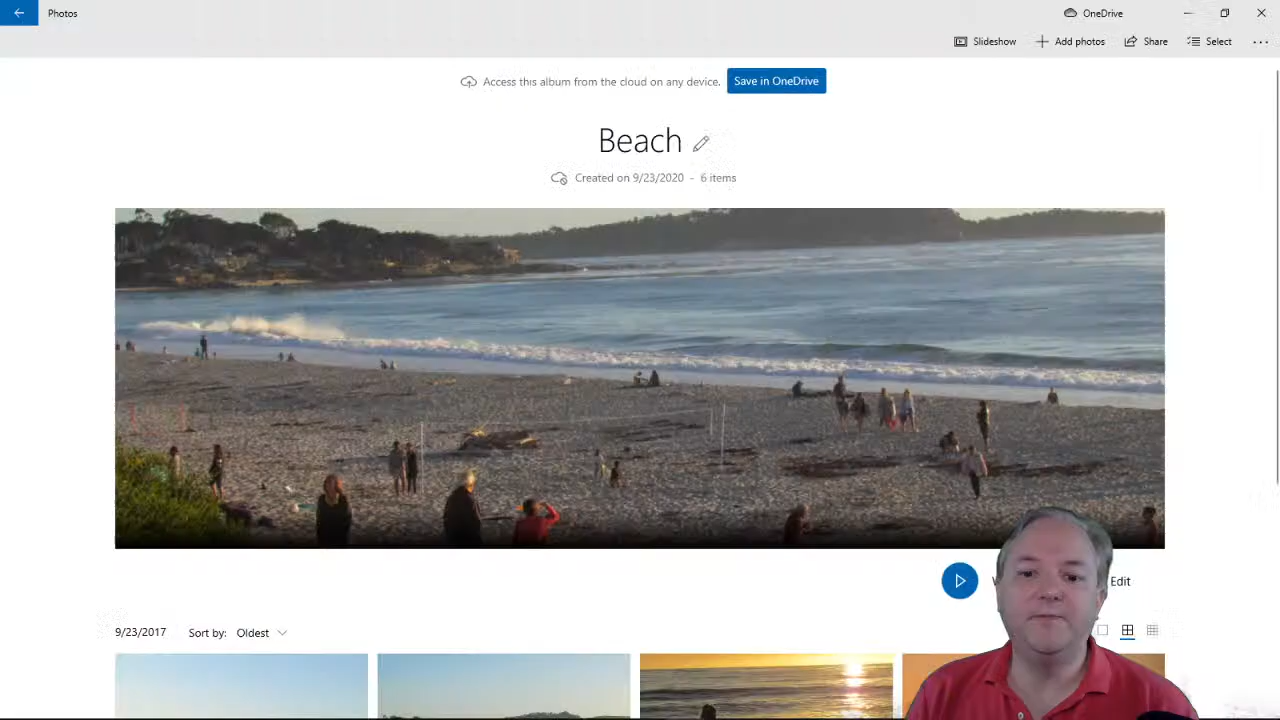 Photos
OneDrive
Slideshow
Add photos
Share
Select
Access this album from the cloud on any device.
Save in OneDrive
Beach
Created on 9/23/2020 - 6 items
Edit
9/23/2017
Sort by: Oldest